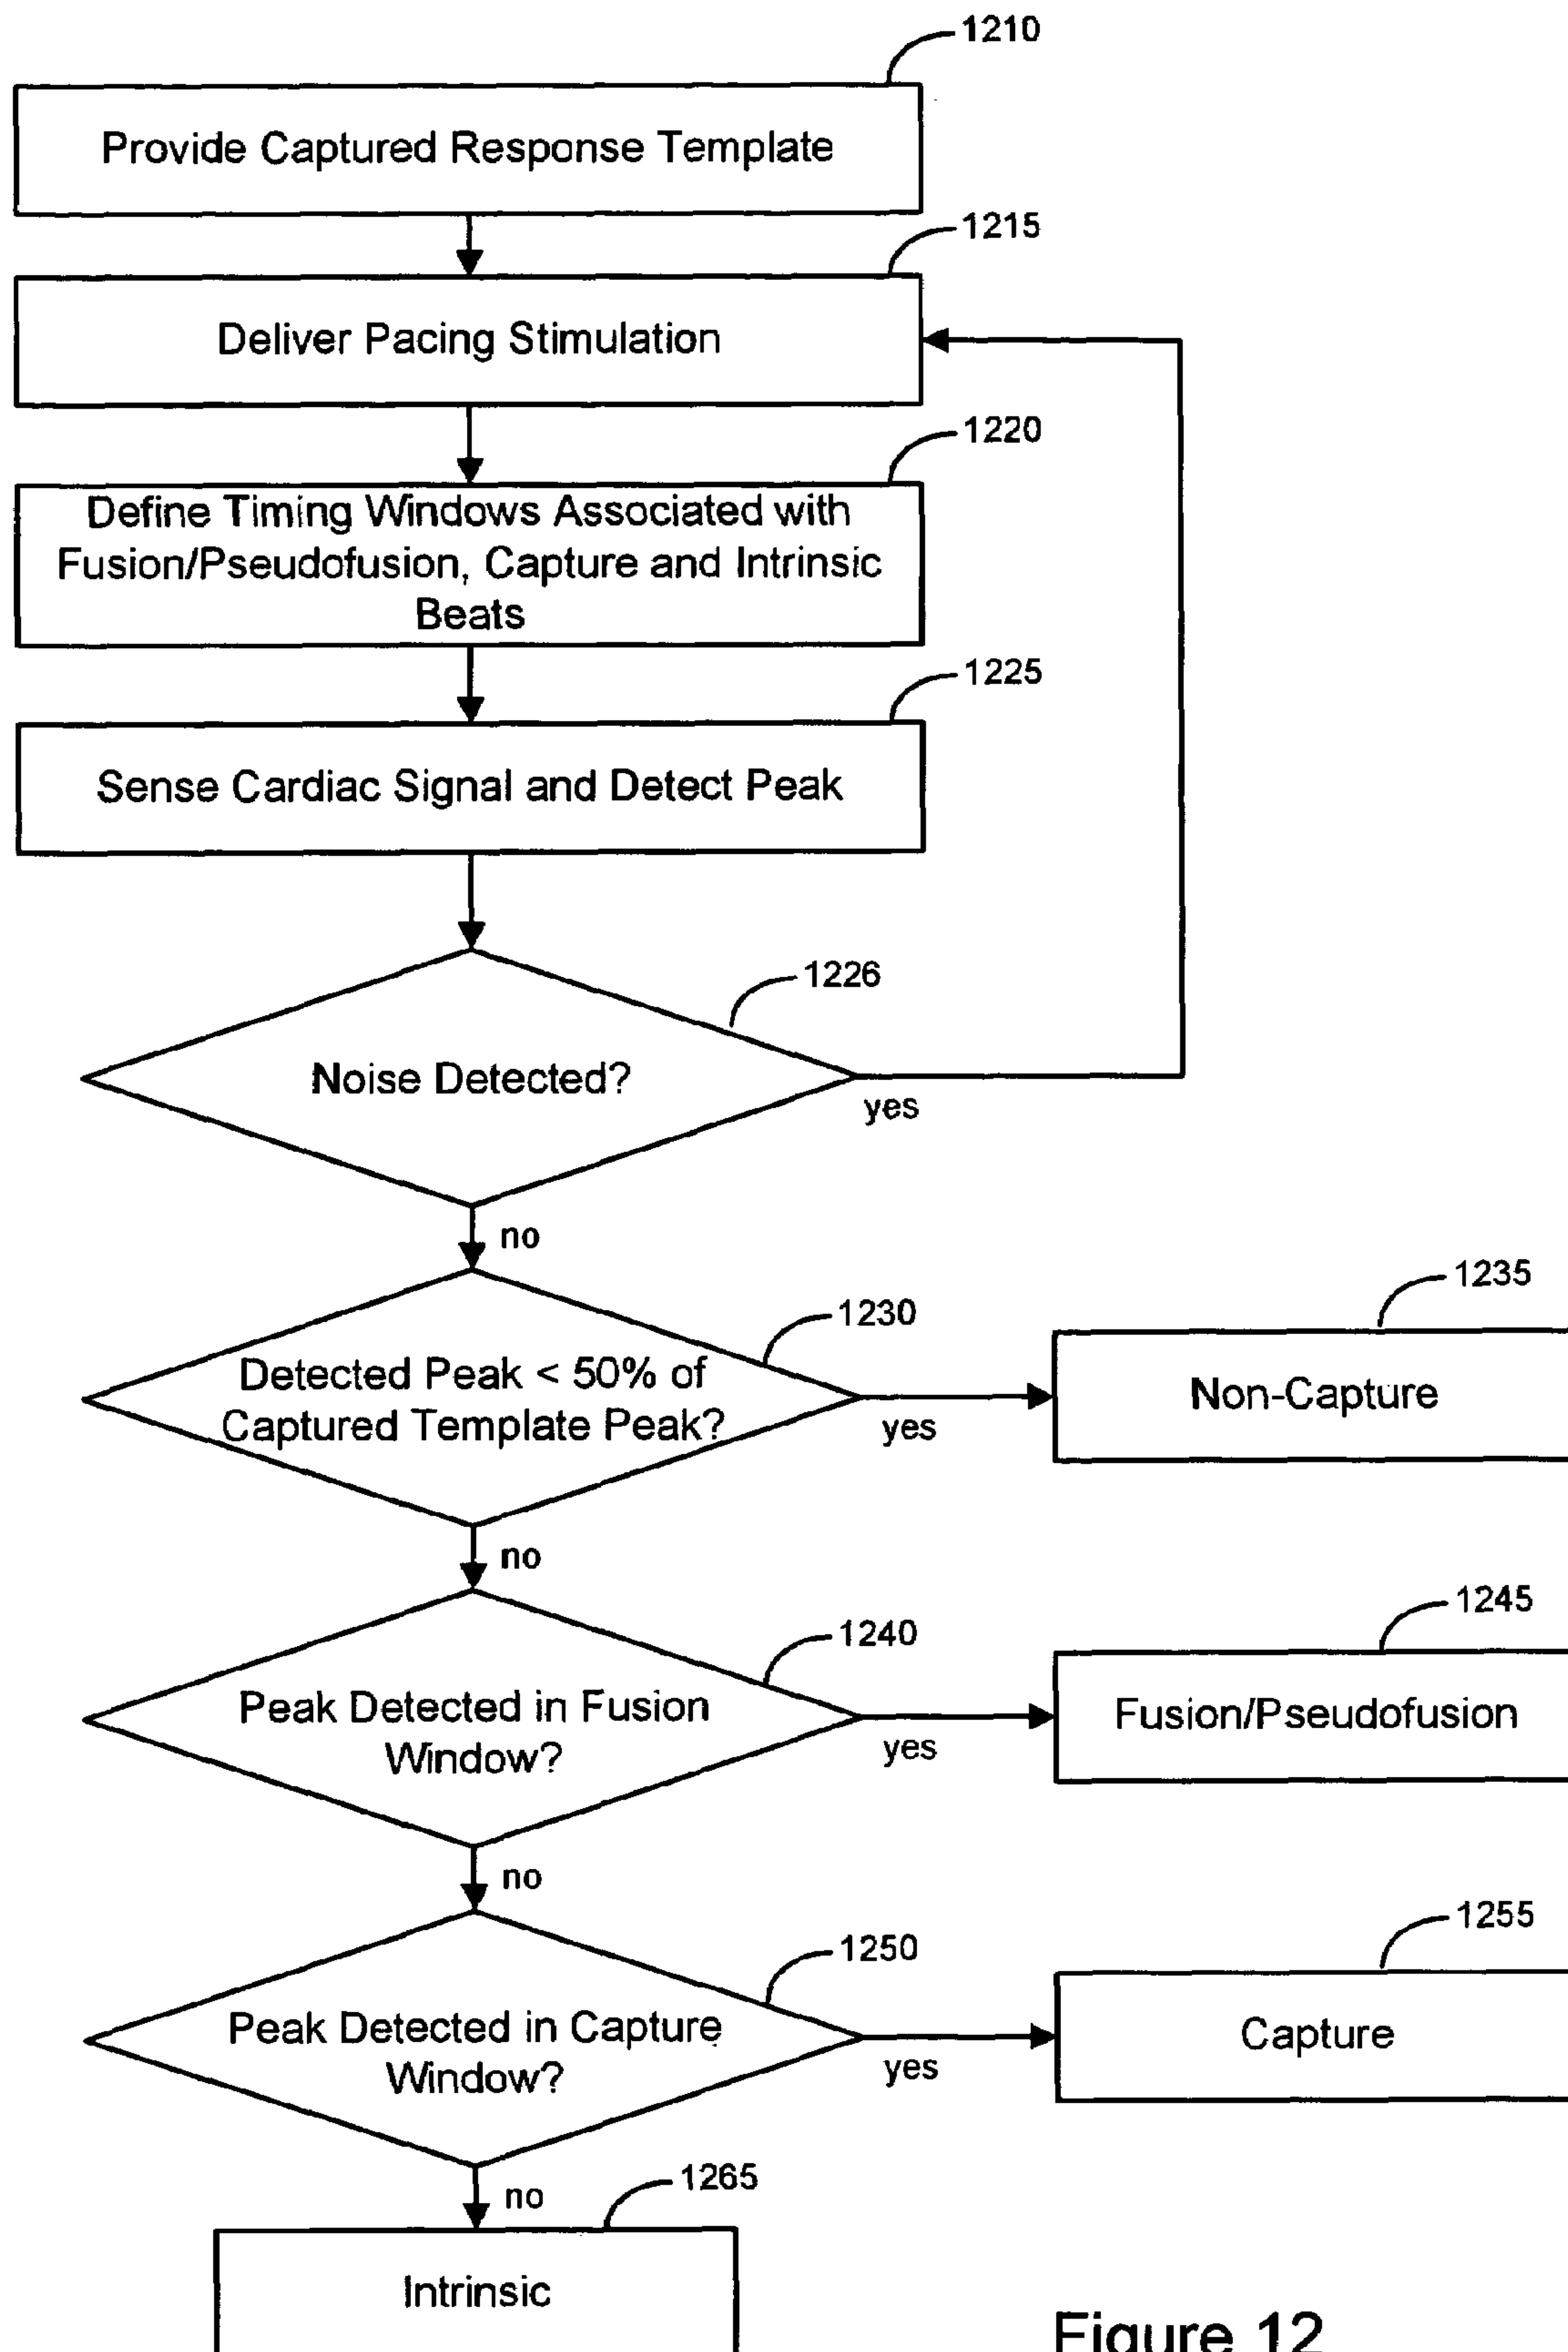 1210
Provide Captured Response Template
1215
Deliver Pacing Stimulation
1220
Define Timing Windows Associated with
Fusion/Pseudofusion, Capture and Intrinsic
Beats
1225
Sense Cardiac Signal and Detect Peak
1226
Noise Detected?
yes
no
1230
1235
Detected Peak < 50% of
Captured Template Peak?
yes
Non-Capture
no
1240
1245
Peak Detected in Fusion
Window?
yes
Fusion/Pseudofusion
no
1250
1255
Peak Detected in Capture
Window?
yes
Capture
no
1265
Intrinsic
Figure 12